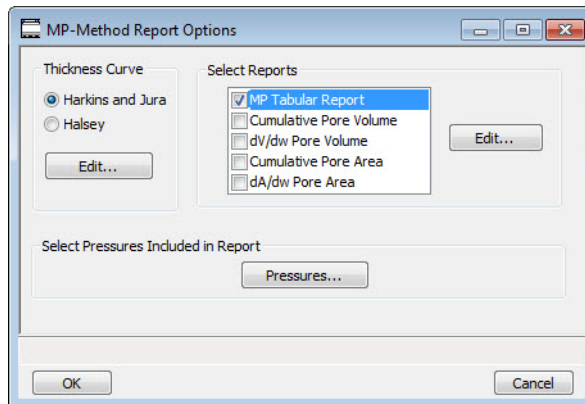 MP-Method Report Options
Thickness Curve
Harkins and Jura
Halsey
Edit...
Select Reports
MP Tabular Report
Cumulative Pore Volume
dV/dw Pore Volume
Cumulative Pore Area
dA/dw Pore Area
Edit...
Select Pressures Included in Report
Pressures...
OK
Cancel